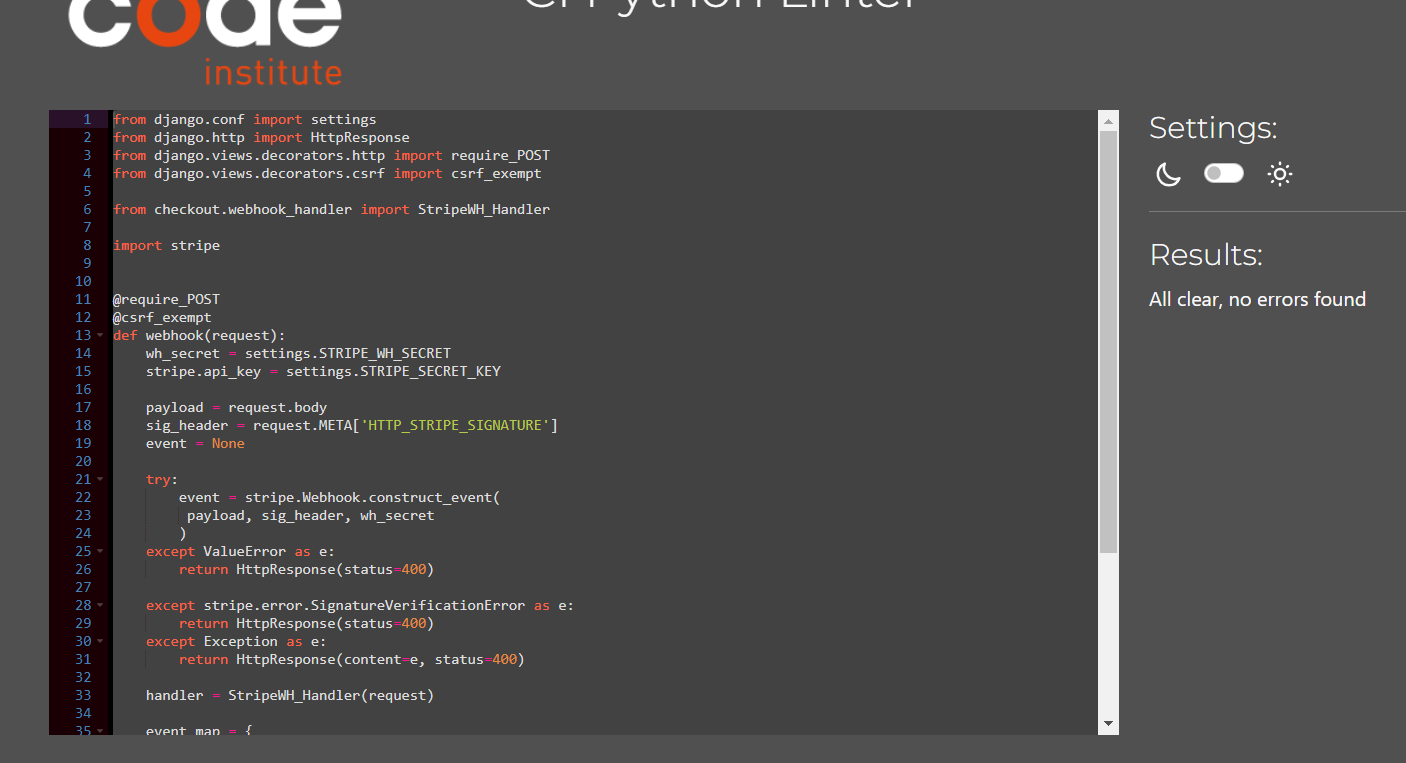 code
institute
CI Python Linter
1 from django.conf import settings
2 from django.http import HttpResponse
3 from django.views.decorators.http import require_POST
4 from django.views.decorators.csrf import csrf_exempt
5
6 from checkout.webhook_handler import StripeWH_Handler
7
8 import stripe
9
10
11 @require_POST
12 @csrf_exempt
13 def webhook(request):
14     wh_secret = settings.STRIPE_WH_SECRET
15     stripe.api_key = settings.STRIPE_SECRET_KEY
16
17     payload = request.body
18     sig_header = request.META['HTTP_STRIPE_SIGNATURE']
19     event = None
20
21     try:
22         event = stripe.Webhook.construct_event(
23          payload, sig_header, wh_secret
24         )
25     except ValueError as e:
26         return HttpResponse(status=400)
27
28     except stripe.error.SignatureVerificationError as e:
29         return HttpResponse(status=400)
30     except Exception as e:
31         return HttpResponse(content=e, status=400)
32
33     handler = StripeWH_Handler(request)
34
35     event_map = {
Settings:
Results:
All clear, no errors found